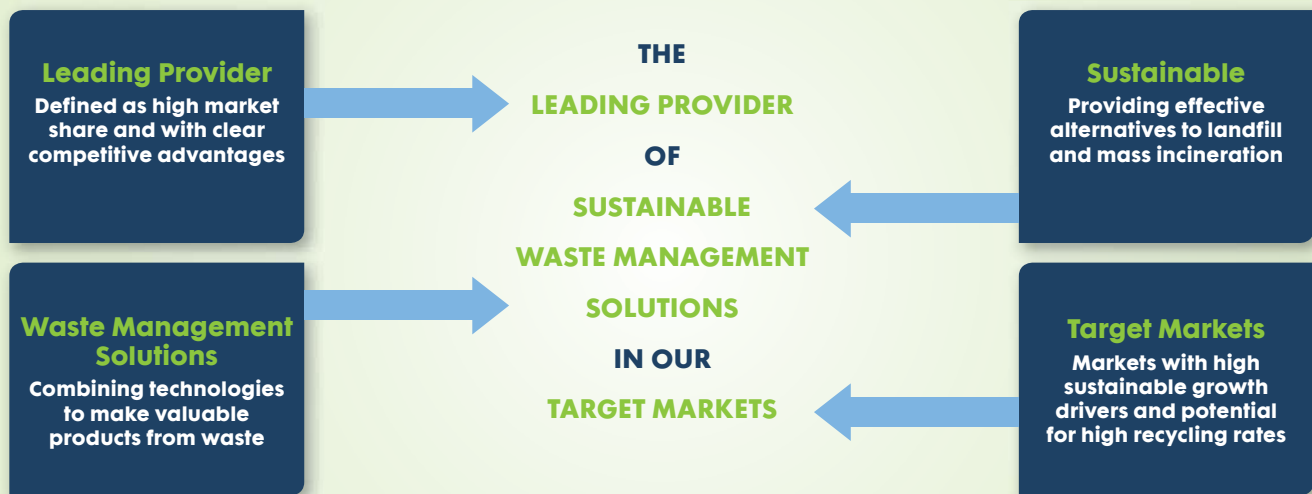 Leading Provider
Defined as high market
share and with clear
competitive advantages
Waste Management
Solutions
Combining technologies
to make valuable
products from waste
THE
LEADING PROVIDER
OF
SUSTAINABLE
WASTE MANAGEMENT
SOLUTIONS
IN OUR
TARGET MARKETS
Sustainable
Providing effective
alternatives to landfill
and mass incineration
Target Markets
Markets with high
sustainable growth
drivers and potential
for high recycling rates